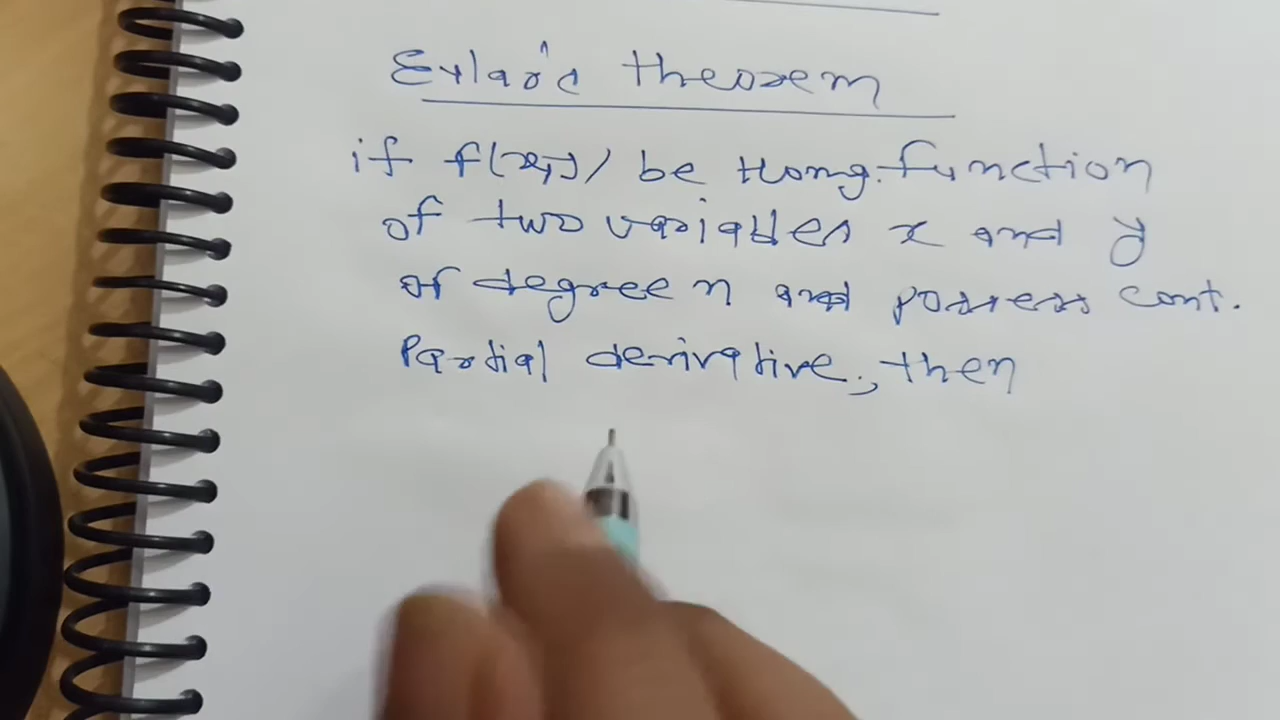 Euler's theorem
if f(x,y) be Homg. function
of two variables x and y
of degree n and possess cont.
Partial derivative, then